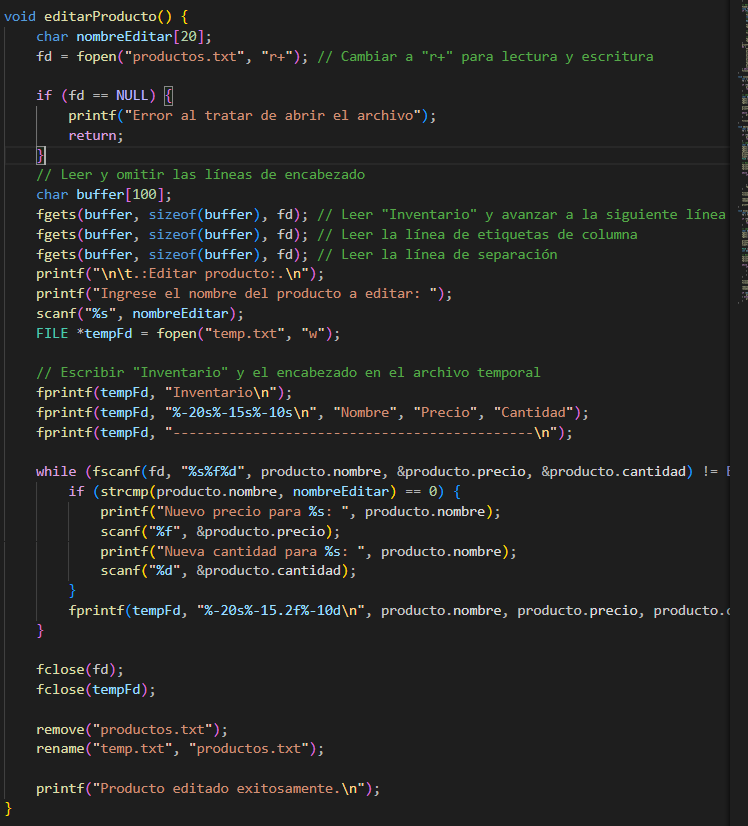 void editarProducto() {
    char nombreEditar[20];
    fd = fopen("productos.txt", "r+"); // Cambiar a "r+" para lectura y escritura

    if (fd == NULL) {
        printf("Error al tratar de abrir el archivo");
        return;
    }
    // Leer y omitir las líneas de encabezado
    char buffer[100];
    fgets(buffer, sizeof(buffer), fd); // Leer "Inventario" y avanzar a la siguiente línea
    fgets(buffer, sizeof(buffer), fd); // Leer la línea de etiquetas de columna
    fgets(buffer, sizeof(buffer), fd); // Leer la línea de separación
    printf("\n\t.:Editar producto:.\n");
    printf("Ingrese el nombre del producto a editar: ");
    scanf("%s", nombreEditar);
    FILE *tempFd = fopen("temp.txt", "w");

    // Escribir "Inventario" y el encabezado en el archivo temporal
    fprintf(tempFd, "Inventario\n");
    fprintf(tempFd, "%-20s%-15s%-10s\n", "Nombre", "Precio", "Cantidad");
    fprintf(tempFd, "---------------------------------------------\n");

    while (fscanf(fd, "%s%f%d", producto.nombre, &producto.precio, &producto.cantidad) !=
        if (strcmp(producto.nombre, nombreEditar) == 0) {
            printf("Nuevo precio para %s: ", producto.nombre);
            scanf("%f", &producto.precio);
            printf("Nueva cantidad para %s: ", producto.nombre);
            scanf("%d", &producto.cantidad);
        }
        fprintf(tempFd, "%-20s%-15.2f%-10d\n", producto.nombre, producto.precio, producto.
    }

    fclose(fd);
    fclose(tempFd);

    remove("productos.txt");
    rename("temp.txt", "productos.txt");

    printf("Producto editado exitosamente.\n");
}